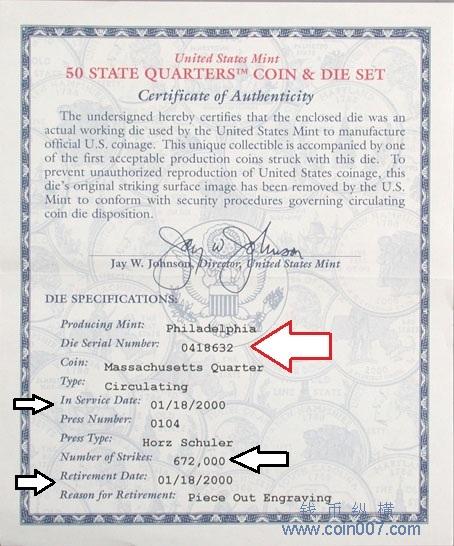 United States Mint
50 STATE QUARTERS™ COIN & DIE SET
Certificate of Authenticity
The undersigned hereby certifies that the enclosed die was an
actual working die used by the United States Mint to manufacture
official U.S. coinage. This unique collectible is accompanied by one
of the first acceptable production coins struck with this die. To
prevent unauthorized reproduction of United States coinage, this
die's original striking surface image has been removed by the U.S.
Mint to conform with security procedures governing circulating
coin die disposition.
Jay W. Johnson
Jay W. Johnson, Director, United States Mint
DIE SPECIFICATIONS:
Producing Mint: Philadelphia
Die Serial Number: 0418632
Coin: Massachusetts Quarter
Type: Circulating
In Service Date: 01/18/2000
Press Number: 0104
Press Type: Horz Schuler
Number of Strikes: 672,000
Retirement Date: 01/18/2000
Reason for Retirement: Piece Out Engraving
钱币纵横
www.coin007.com